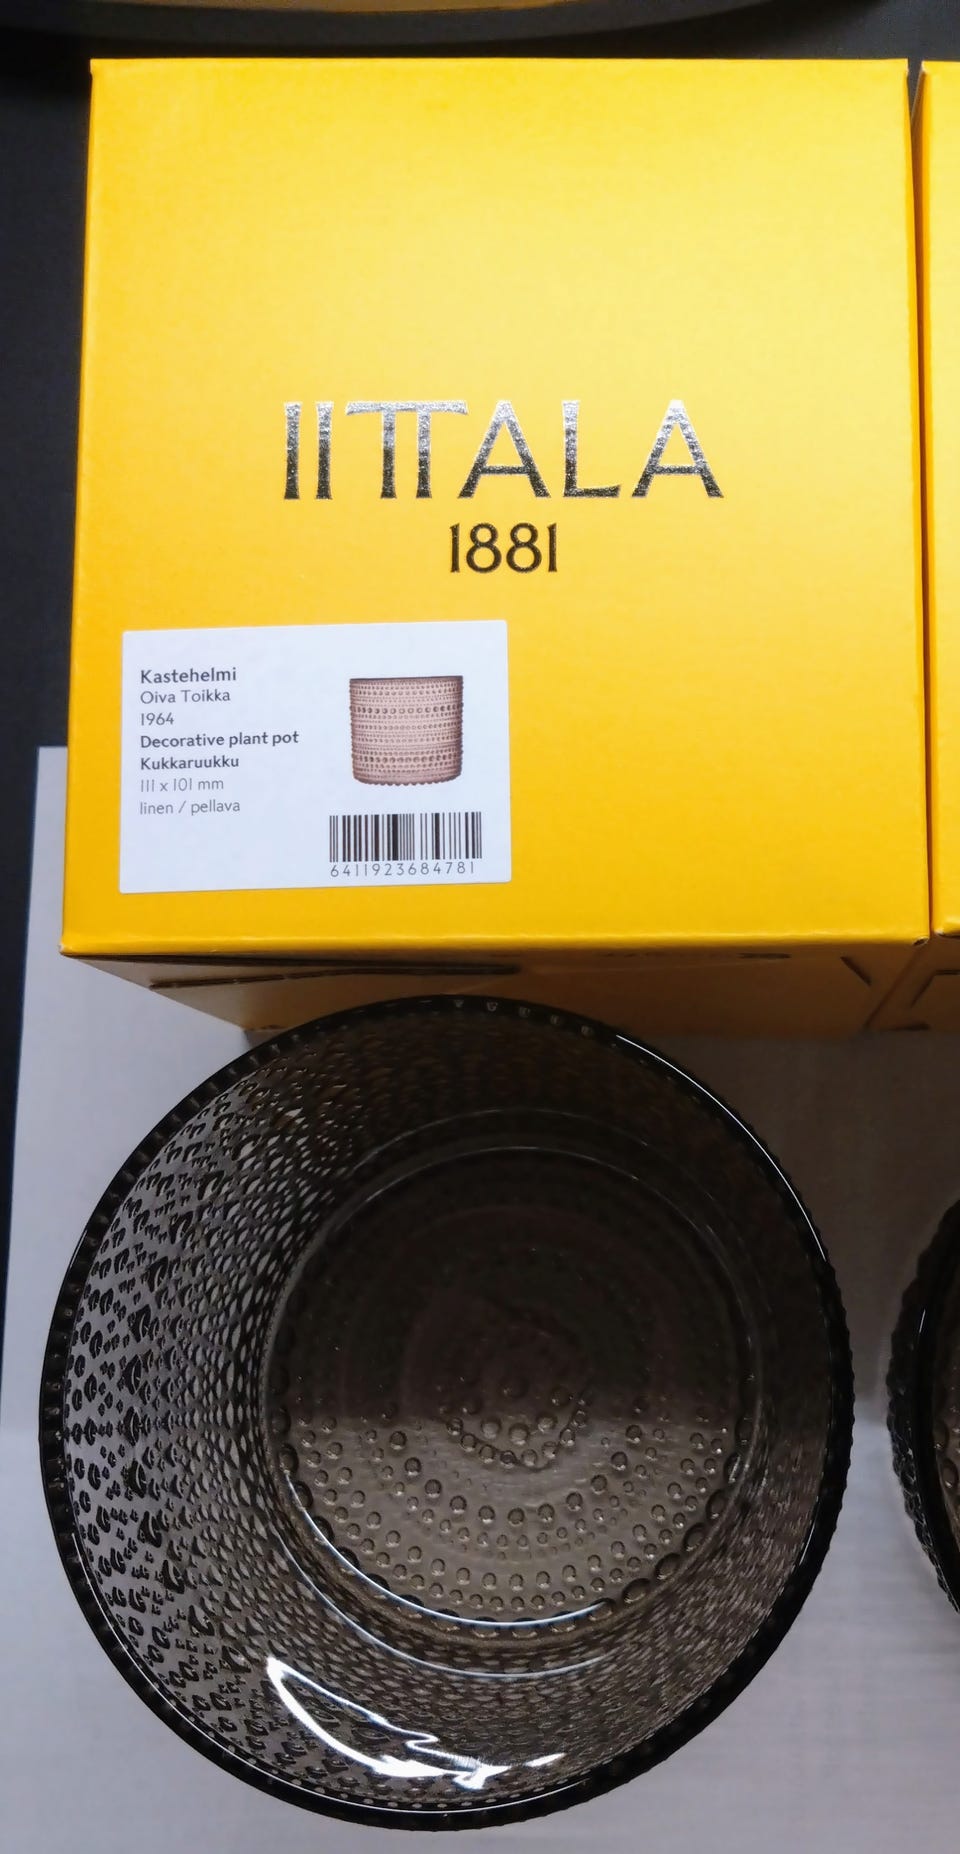 IITTALA
1881
Kastehelmi
Oiva Toikka
1964
Decorative plant pot
Kukkaruukku
111 x 101 mm
linen / pellava
6411923684781